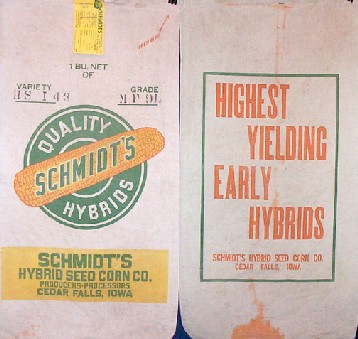 1 BU. NET
OF
VARIETY
GRADE
QUALITY
SCHMIDT'S
HYBRIDS
SCHMIDT'S
HYBRID SEED CORN CO.
PRODUCERS-PROCESSORS
CEDAR FALLS, IOWA
HIGHEST
YIELDING
EARLY
HYBRIDS
SCHMIDT'S HYBRID SEED CORN CO.
CEDAR FALLS, IOWA